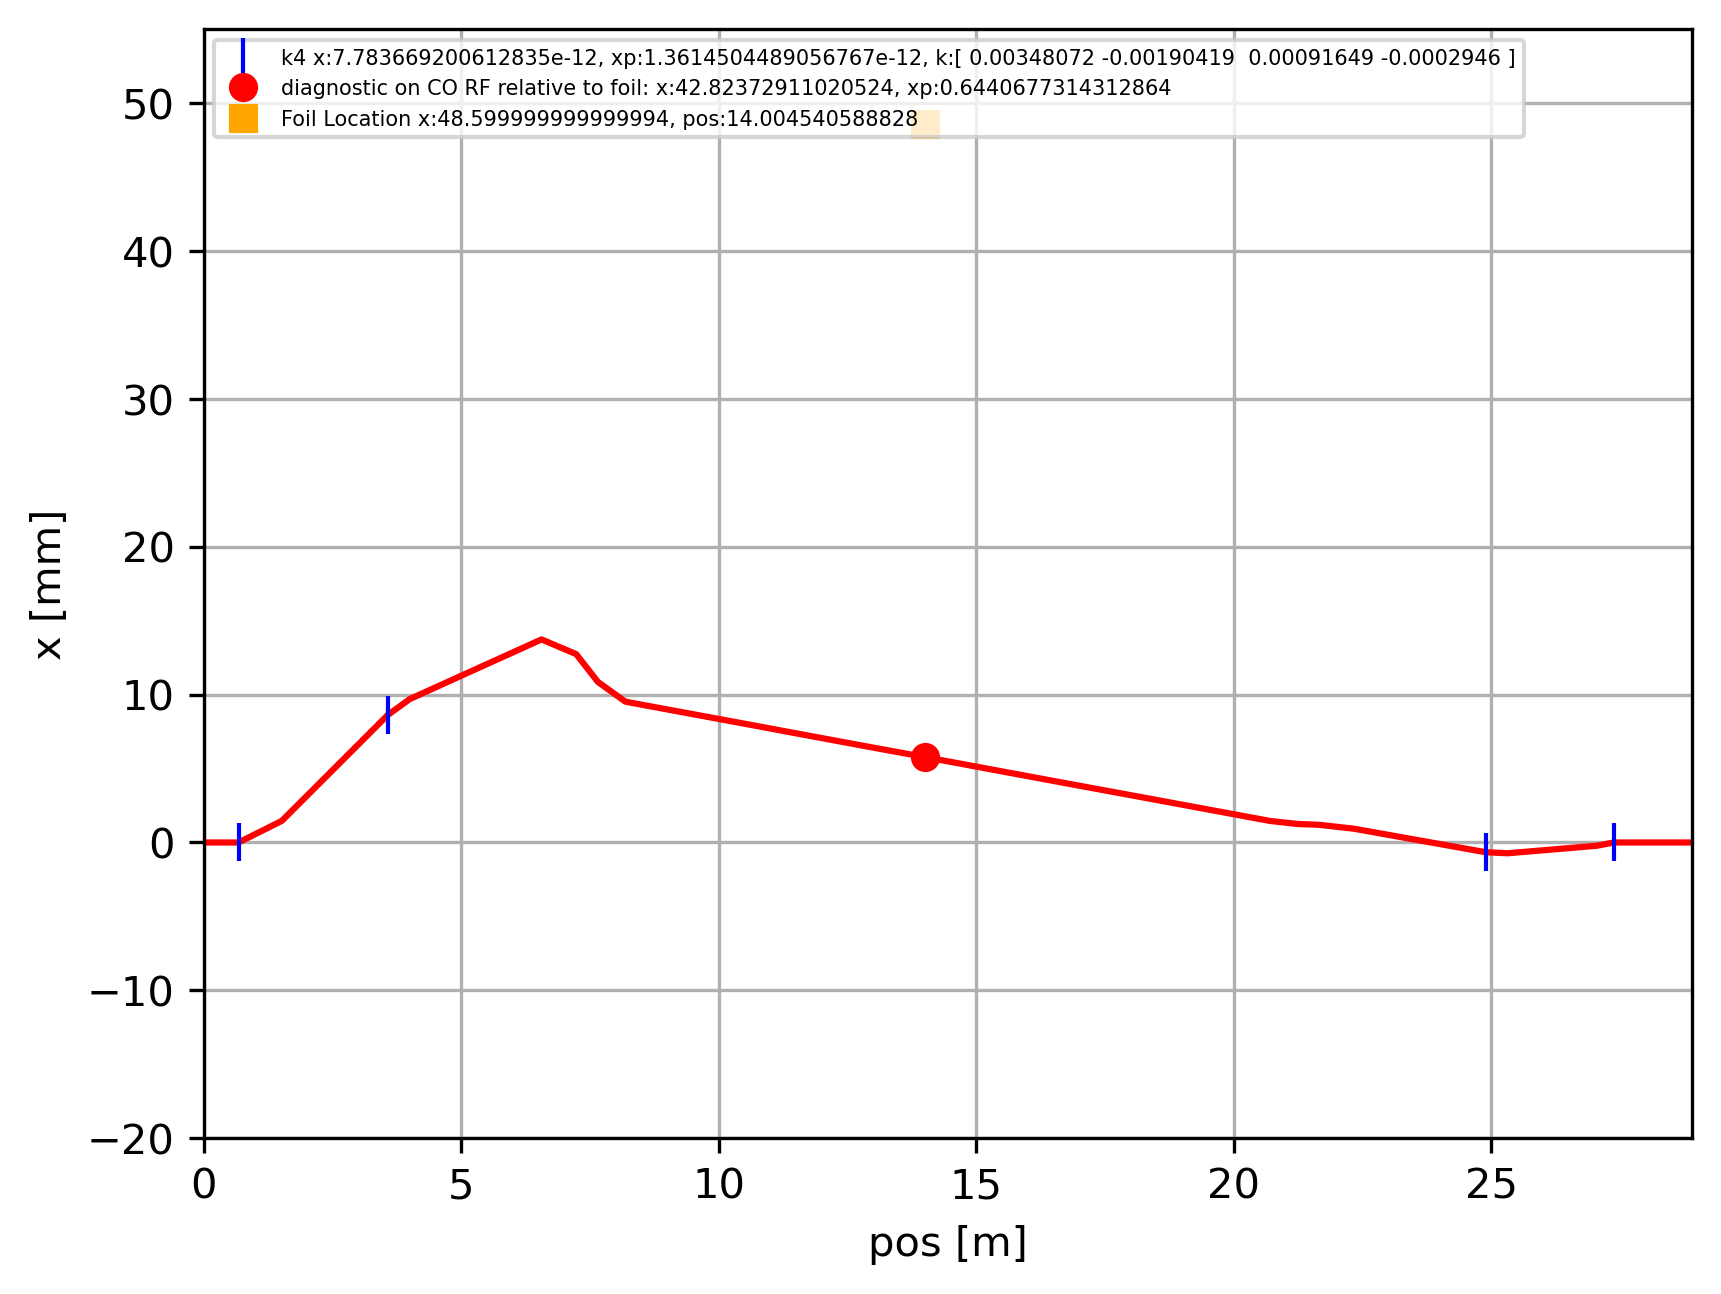 k4 x:7.783669200612835e-12, xp:1.3614504489056767e-12, k:[ 0.00348072 -0.00190419  0.00091649 -0.0002946 ]
diagnostic on CO RF relative to foil: x:42.82372911020524, xp:0.6440677314312864
Foil Location x:48.599999999999994, pos:14.004540588828
50
40
30
20
10
0
−10
−20
x [mm]
0 5 10 15 20 25
pos [m]